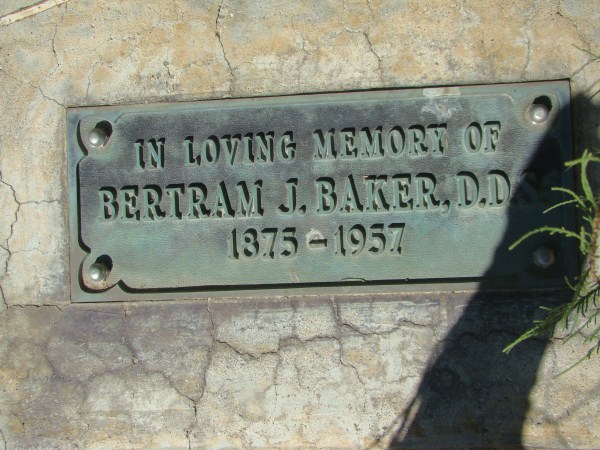 IN LOVING MEMORY OF
BERTRAM J. BAKER, D.D.S.
1875-1957